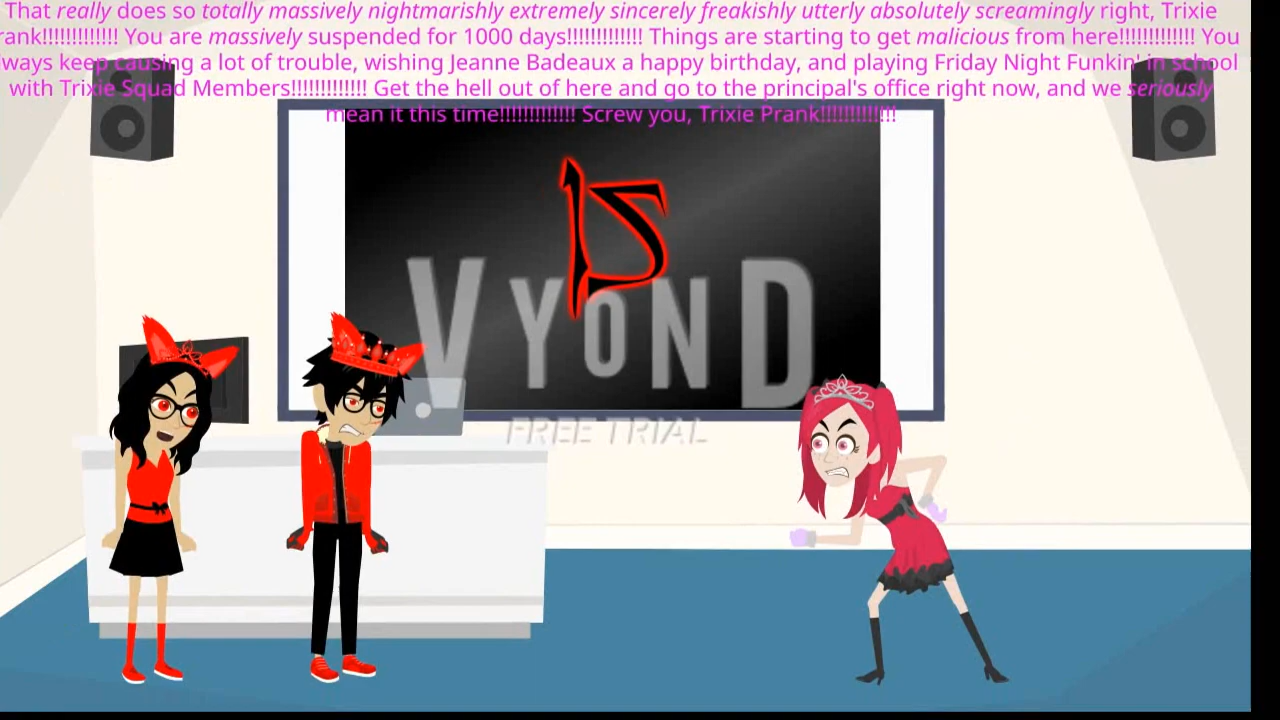 That really does so totally massively nightmarishly extremely sincerely freakishly utterly absolutely screamingly right, Trixie
rank!!!!!!!!!!!!! You are massively suspended for 1000 days!!!!!!!!!!!!! Things are starting to get malicious from here!!!!!!!!!!!!! You
lways keep causing a lot of trouble, wishing Jeanne Badeaux a happy birthday, and playing Friday Night Funkin' in school
with Trixie Squad Members!!!!!!!!!!!!! Get the hell out of here and go to the principal's office right now, and we seriously
mean it this time!!!!!!!!!!!!! Screw you, Trixie Prank!!!!!!!!!!!!!
VYOND
FREE TRIAL